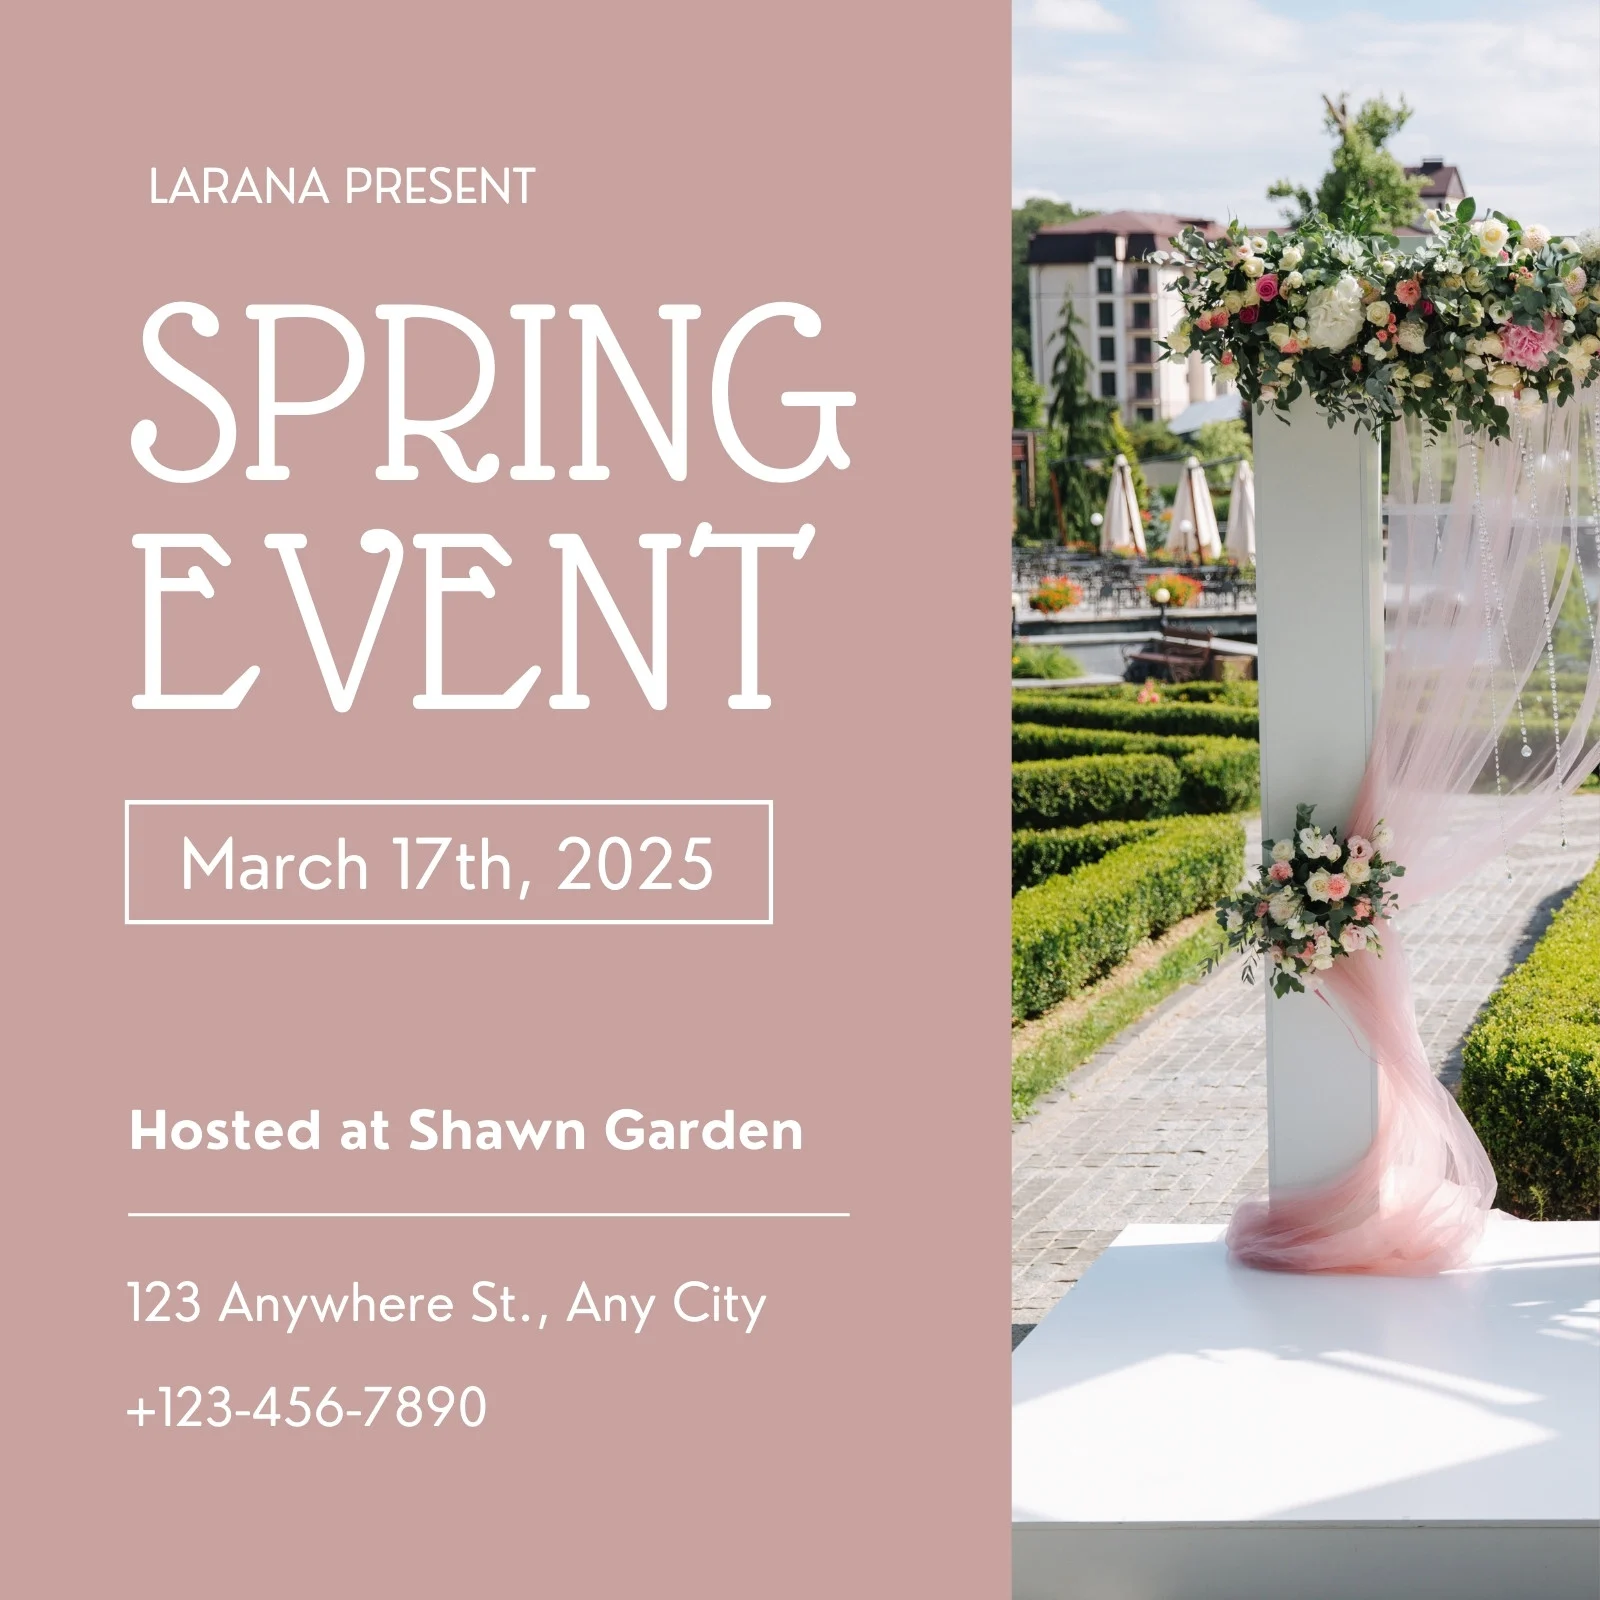 LARANA PRESENT
SPRING
EVENT
March 17th, 2025
Hosted at Shawn Garden
123 Anywhere St., Any City
+123-456-7890